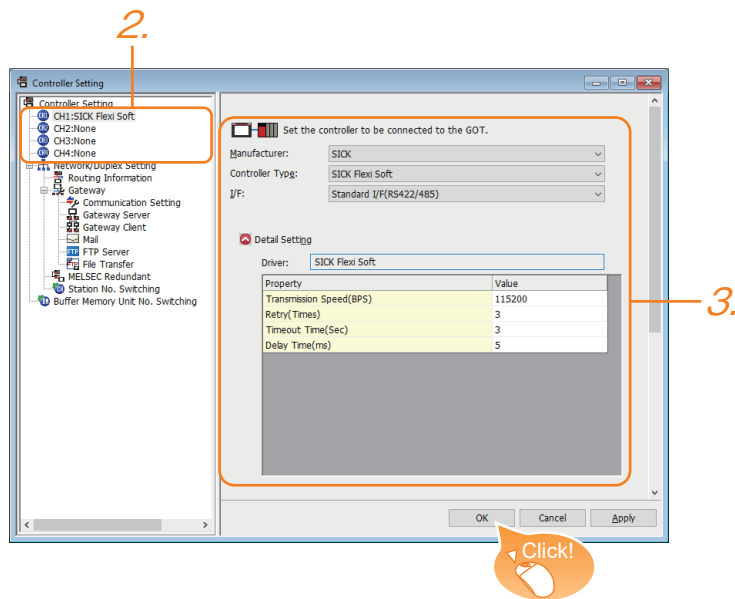 2.
Controller Setting
Controller Setting
CH1:SICK Flexi Soft
CH2:None
CH3:None
CH4:None
Network/Duplex Setting
Routing Information
Gateway
Communication Setting
Gateway Server
Gateway Client
Mail
FTP FTP Server
File Transfer
MELSEC Redundant
Station No. Switching
Buffer Memory Unit No. Switching
Set the controller to be connected to the GOT.
Manufacturer: SICK
Controller Type: SICK Flexi Soft
I/F: Standard I/F(RS422/485)
Detail Setting
Driver: SICK Flexi Soft
Property Value
Transmission Speed(BPS) 115200
Retry(Times) 3
Timeout Time(Sec) 3
Delay Time(ms) 5
3.
OK Cancel Apply
Click!